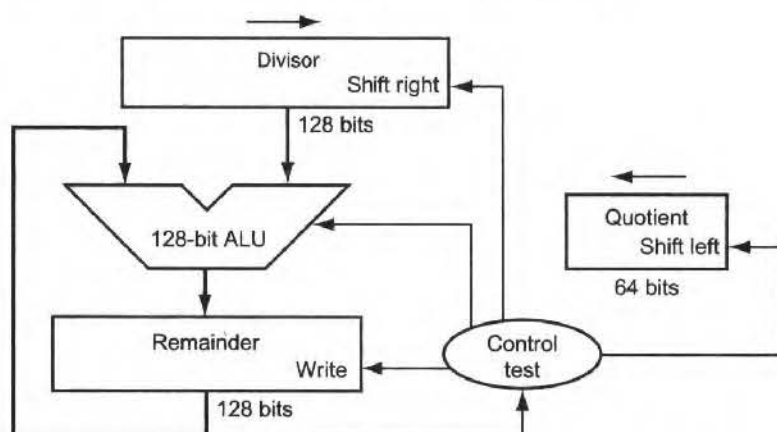 Divisor
Shift right
128 bits
128-bit ALU
Quotient
Shift left
64 bits
Remainder
Write
Control
test
128 bits